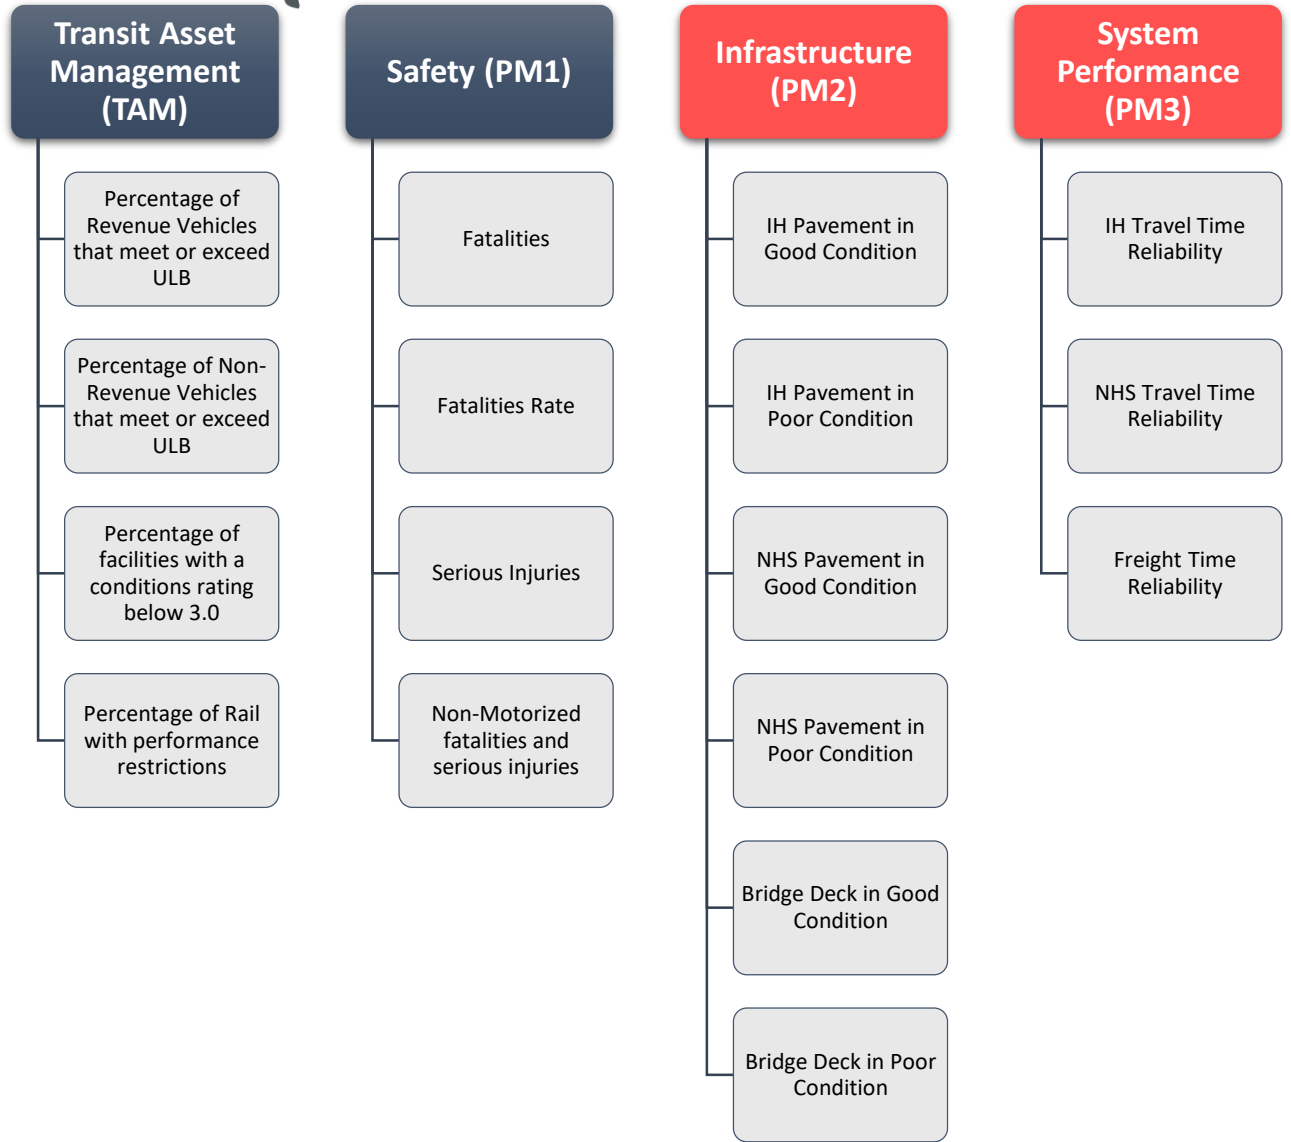 Transit Asset
Management
(TAM)
Percentage of
Revenue Vehicles
that meet or exceed
ULB
Percentage of Non-
Revenue Vehicles
that meet or exceed
ULB
Percentage of
facilities with a
conditions rating
below 3.0
Percentage of Rail
with performance
restrictions
Safety (PM1)
Fatalities
Fatalities Rate
Serious Injuries
Non-Motorized
fatalities and
serious injuries
Infrastructure
(PM2)
IH Pavement in
Good Condition
IH Pavement in
Poor Condition
NHS Pavement in
Good Condition
NHS Pavement in
Poor Condition
Bridge Deck in Good
Condition
Bridge Deck in Poor
Condition
System
Performance
(PM3)
IH Travel Time
Reliability
NHS Travel Time
Reliability
Freight Time
Reliability